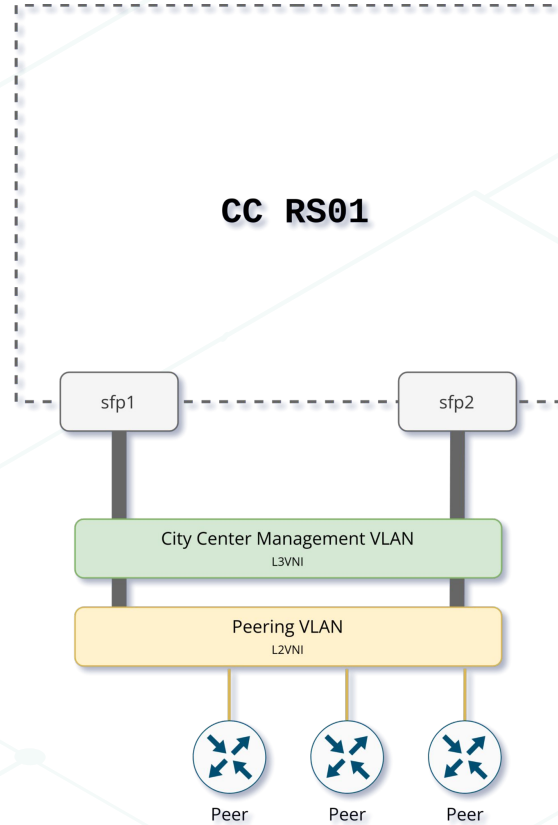 CC RS01
sfp1
sfp2
City Center Management VLAN
L3VNI
Peering VLAN
L2VNI
Peer
Peer
Peer